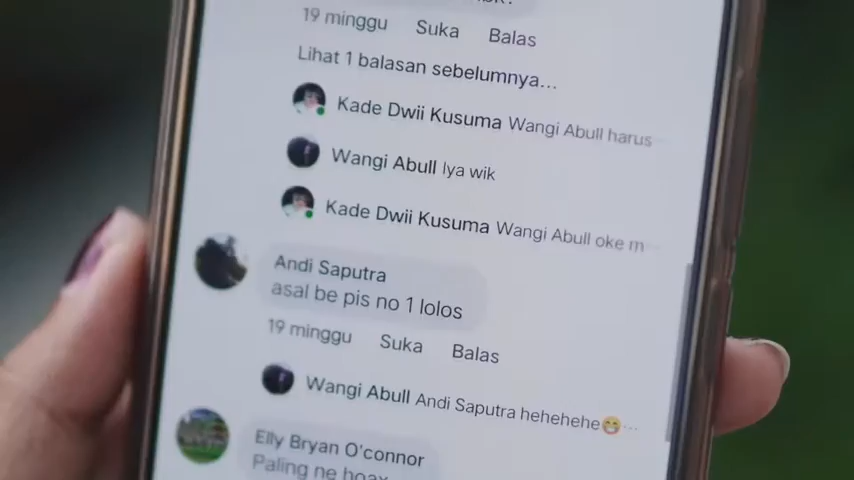 19 minggu Suka Balas
Lihat 1 balasan sebelumnya...
Kade Dwii Kusuma Wangi Abull harus
Wangi Abull Iya wik
Kade Dwii Kusuma Wangi Abull oke m
Andi Saputra
asal be pis no 1 lolos
19 minggu Suka Balas
Wangi Abull Andi Saputra hehehehe😁...
Elly Bryan O'connor
Paling ne hoax